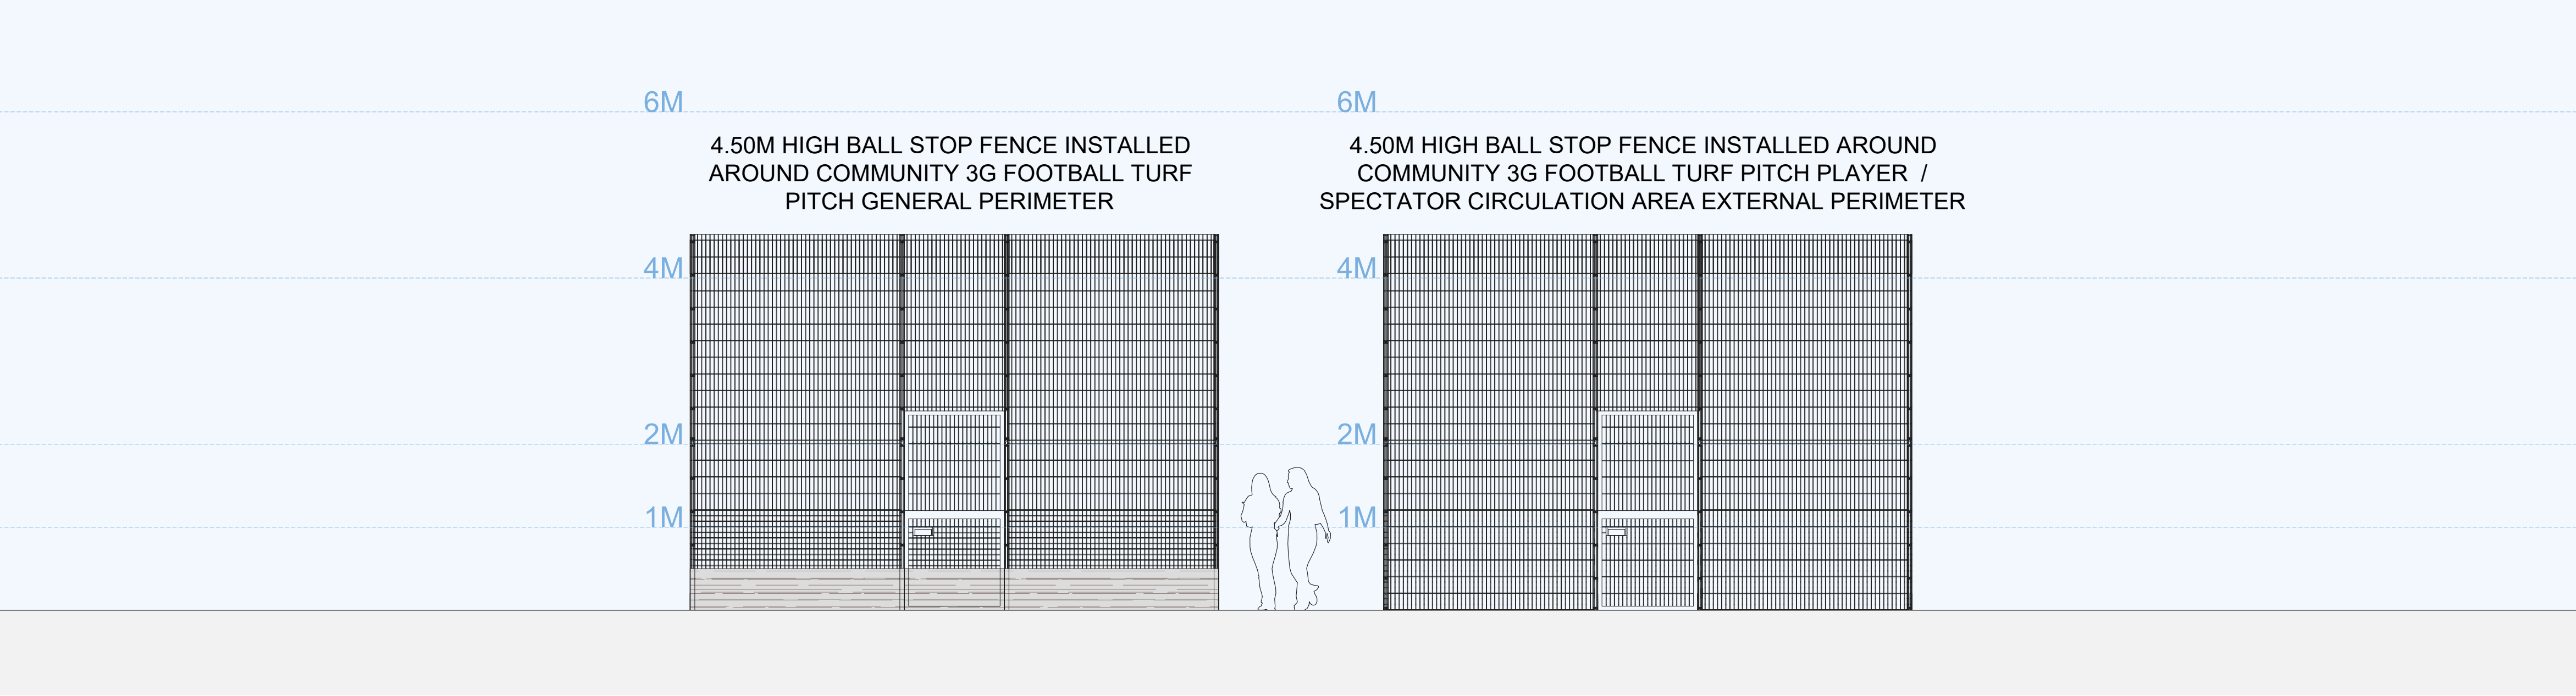 6M
4.50M HIGH BALL STOP FENCE INSTALLED
AROUND COMMUNITY 3G FOOTBALL TURF
PITCH GENERAL PERIMETER
4M
2M
1M
6M
4.50M HIGH BALL STOP FENCE INSTALLED AROUND
COMMUNITY 3G FOOTBALL TURF PITCH PLAYER  /
SPECTATOR CIRCULATION AREA EXTERNAL PERIMETER
4M
2M
1M